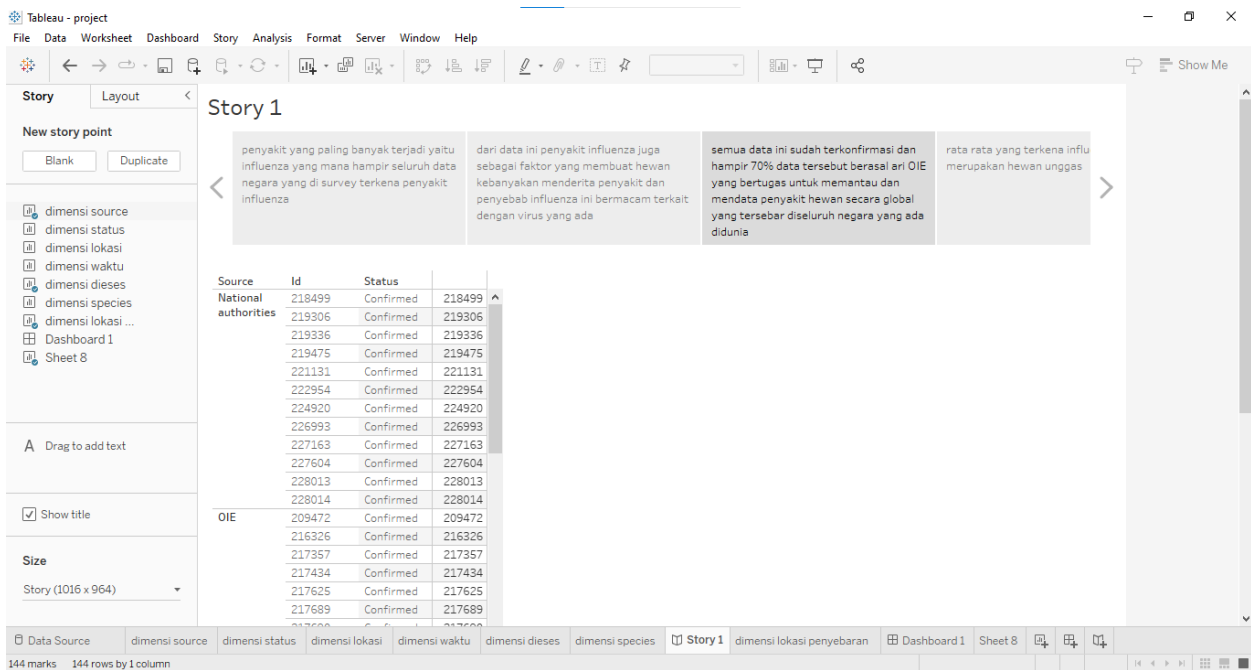 Tableau - project
File Data Worksheet Dashboard Story Analysis Format Server Window Help
Show Me
Story Layout
New story point
Blank Duplicate
dimensi source
dimensi status
dimensi lokasi
dimensi waktu
dimensi dieses
dimensi species
dimensi lokasi ...
Dashboard 1
Sheet 8
A Drag to add text
Show title
Size
Story (1016 x 964)
Story 1
penyakit yang paling banyak terjadi yaitu
influenza yang mana hampir seluruh data
negara yang di survey terkena penyakit
influenza
dari data ini penyakit influenza juga
sebagai faktor yang membuat hewan
kebanyakan menderita penyakit dan
penyebab influenza ini bermacam terkait
dengan virus yang ada
semua data ini sudah terkonfirmasi dan
hampir 70% data tersebut berasal ari OIE
yang bertugas untuk memantau dan
mendata penyakit hewan secara global
yang tersebar diseluruh negara yang ada
didunia
rata rata yang terkena influ
merupakan hewan unggas
Source Id Status
National authorities 218499 Confirmed 218499
219306 Confirmed 219306
219336 Confirmed 219336
219475 Confirmed 219475
221131 Confirmed 221131
222954 Confirmed 222954
224920 Confirmed 224920
226993 Confirmed 226993
227163 Confirmed 227163
227604 Confirmed 227604
228013 Confirmed 228013
228014 Confirmed 228014
OIE 209472 Confirmed 209472
216326 Confirmed 216326
217357 Confirmed 217357
217434 Confirmed 217434
217625 Confirmed 217625
217689 Confirmed 217689
Data Source dimensi source dimensi status dimensi lokasi dimensi waktu dimensi dieses dimensi species Story 1 dimensi lokasi penyebaran Dashboard 1 Sheet 8
144 marks 144 rows by 1 column